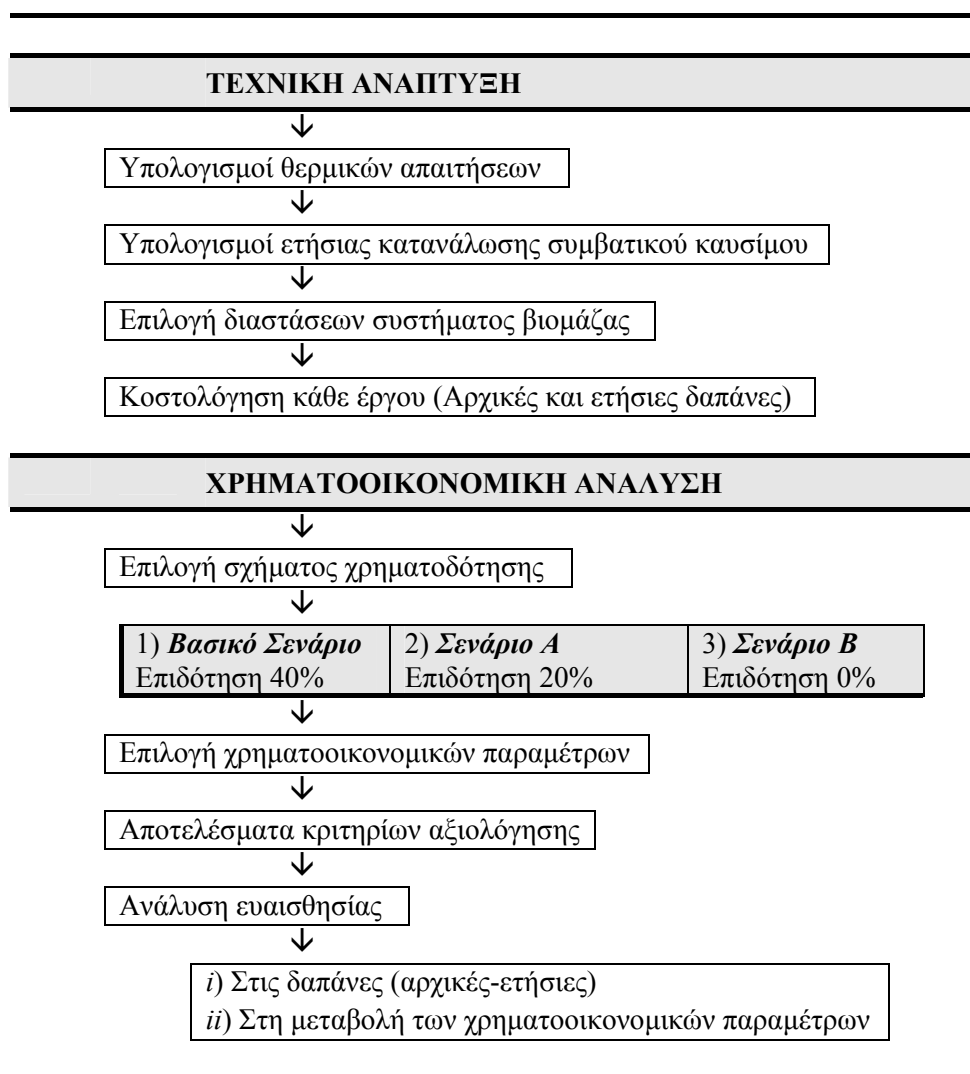 ΤΕΧΝΙΚΗ ΑΝΑΠΤΥΞΗ
↓
Υπολογισμοί θερμικών απαιτήσεων
↓
Υπολογισμοί ετήσιας κατανάλωσης συμβατικού καυσίμου
↓
Επιλογή διαστάσεων συστήματος βιομάζας
↓
Κοστολόγηση κάθε έργου (Αρχικές και ετήσιες δαπάνες)
ΧΡΗΜΑΤΟΟΙΚΟΝΟΜΙΚΗ ΑΝΑΛΥΣΗ
↓
Επιλογή σχήματος χρηματοδότησης
↓
1) Βασικό Σενάριο
Επιδότηση 40%
2) Σενάριο Α
Επιδότηση 20%
3) Σενάριο Β
Επιδότηση 0%
↓
Επιλογή χρηματοοικονομικών παραμέτρων
↓
Αποτελέσματα κριτηρίων αξιολόγησης
↓
Ανάλυση ευαισθησίας
↓
i) Στις δαπάνες (αρχικές-ετήσιες)
ii) Στη μεταβολή των χρηματοοικονομικών παραμέτρων